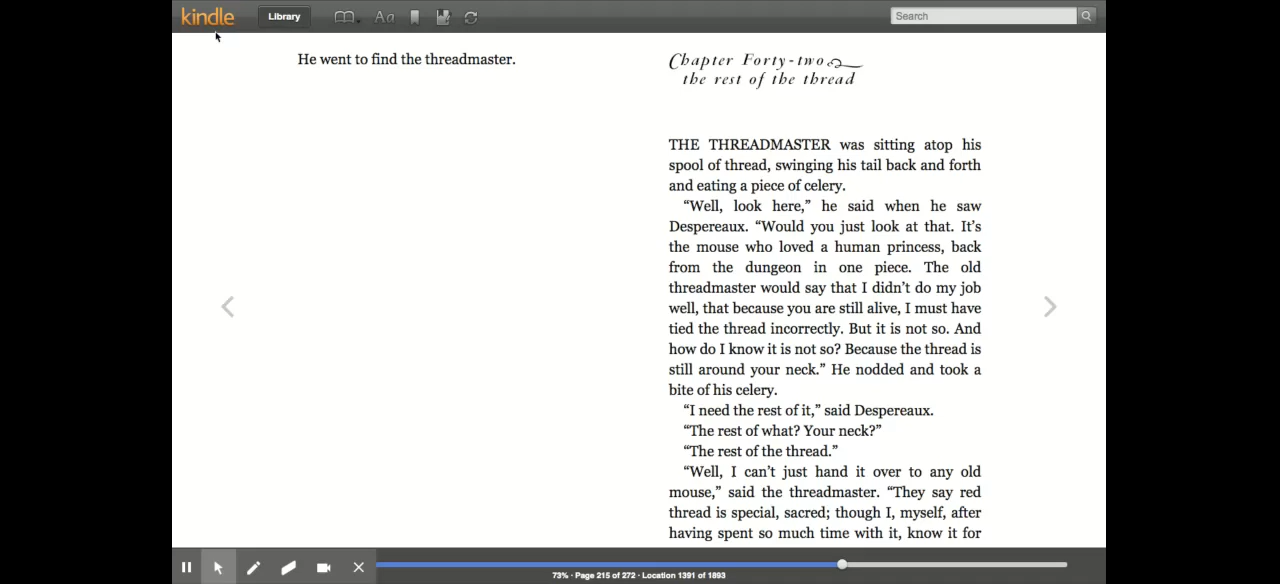 kindle
Library
Aa
Search
He went to find the threadmaster.
Chapter Forty-two
the rest of the thread
THE THREADMASTER was sitting atop his
spool of thread, swinging his tail back and forth
and eating a piece of celery.
“Well, look here,” he said when he saw
Despereaux. “Would you just look at that. It’s
the mouse who loved a human princess, back
from the dungeon in one piece. The old
threadmaster would say that I didn’t do my job
well, that because you are still alive, I must have
tied the thread incorrectly. But it is not so. And
how do I know it is not so? Because the thread is
still around your neck.” He nodded and took a
bite of his celery.
“I need the rest of it,” said Despereaux.
“The rest of what? Your neck?”
“The rest of the thread.”
“Well, I can’t just hand it over to any old
mouse,” said the threadmaster. “They say red
thread is special, sacred; though I, myself, after
having spent so much time with it, know it for
73% · Page 215 of 272 · Location 1391 of 1893